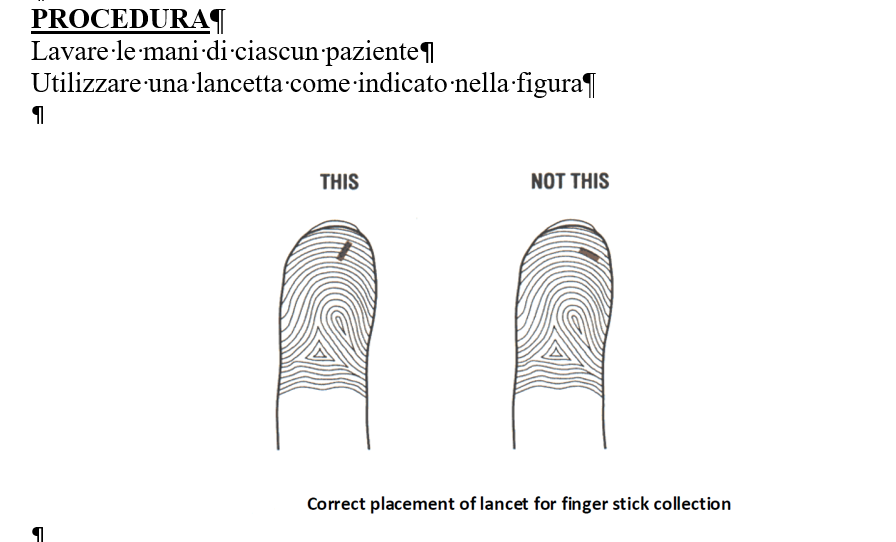 PROCEDURA¶
Lavare·le·mani·di·ciascun·paziente¶
Utilizzare·una·lancetta·come·indicato·nella·figura¶
¶
THIS NOT THIS
Correct placement of lancet for finger stick collection
¶